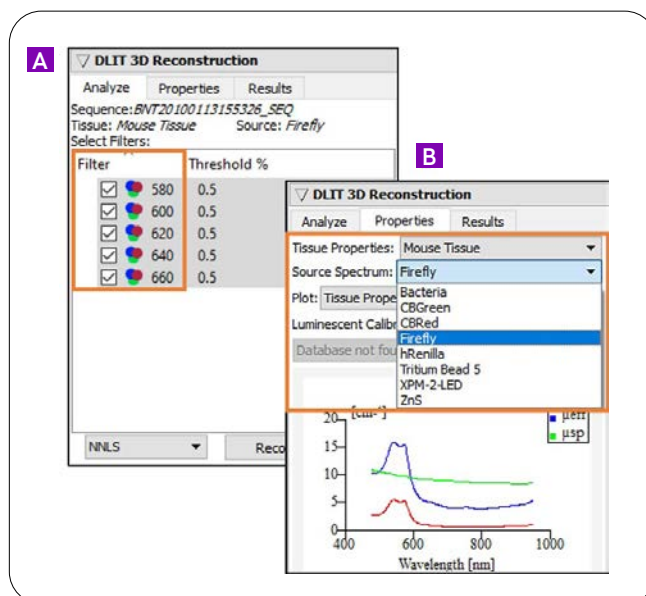 A
DLIT 3D Reconstruction
Analyze Properties Results
Sequence:BNT20100113155326_SEQ
Tissue: Mouse Tissue Source: Firefly
Select Filters:
Filter Threshold %
580 0.5
600 0.5
620 0.5
640 0.5
660 0.5
NNLS Reco
B
DLIT 3D Reconstruction
Analyze Properties Results
Tissue Properties: Mouse Tissue
Source Spectrum: Firefly
Plot: Tissue Prope
Luminescent Calibr
Database not fou
Bacteria
CBGreen
CBRed
Firefly
hRenilla
Tritium Bead 5
XPM-2-LED
ZnS
µeff
µsp
20
15
10
5
0
400 600 800 1000
Wavelength [nm]